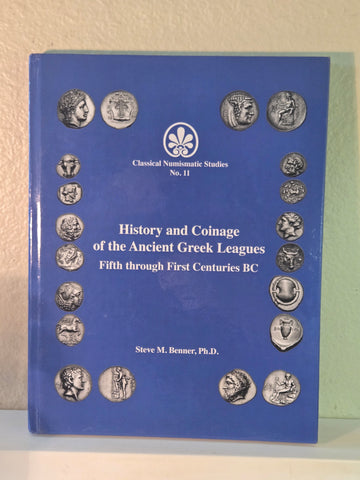 Classical Numismatic Studies
No. 11
History and Coinage
of the Ancient Greek Leagues
Fifth through First Centuries BC
Steve M. Benner, Ph.D.